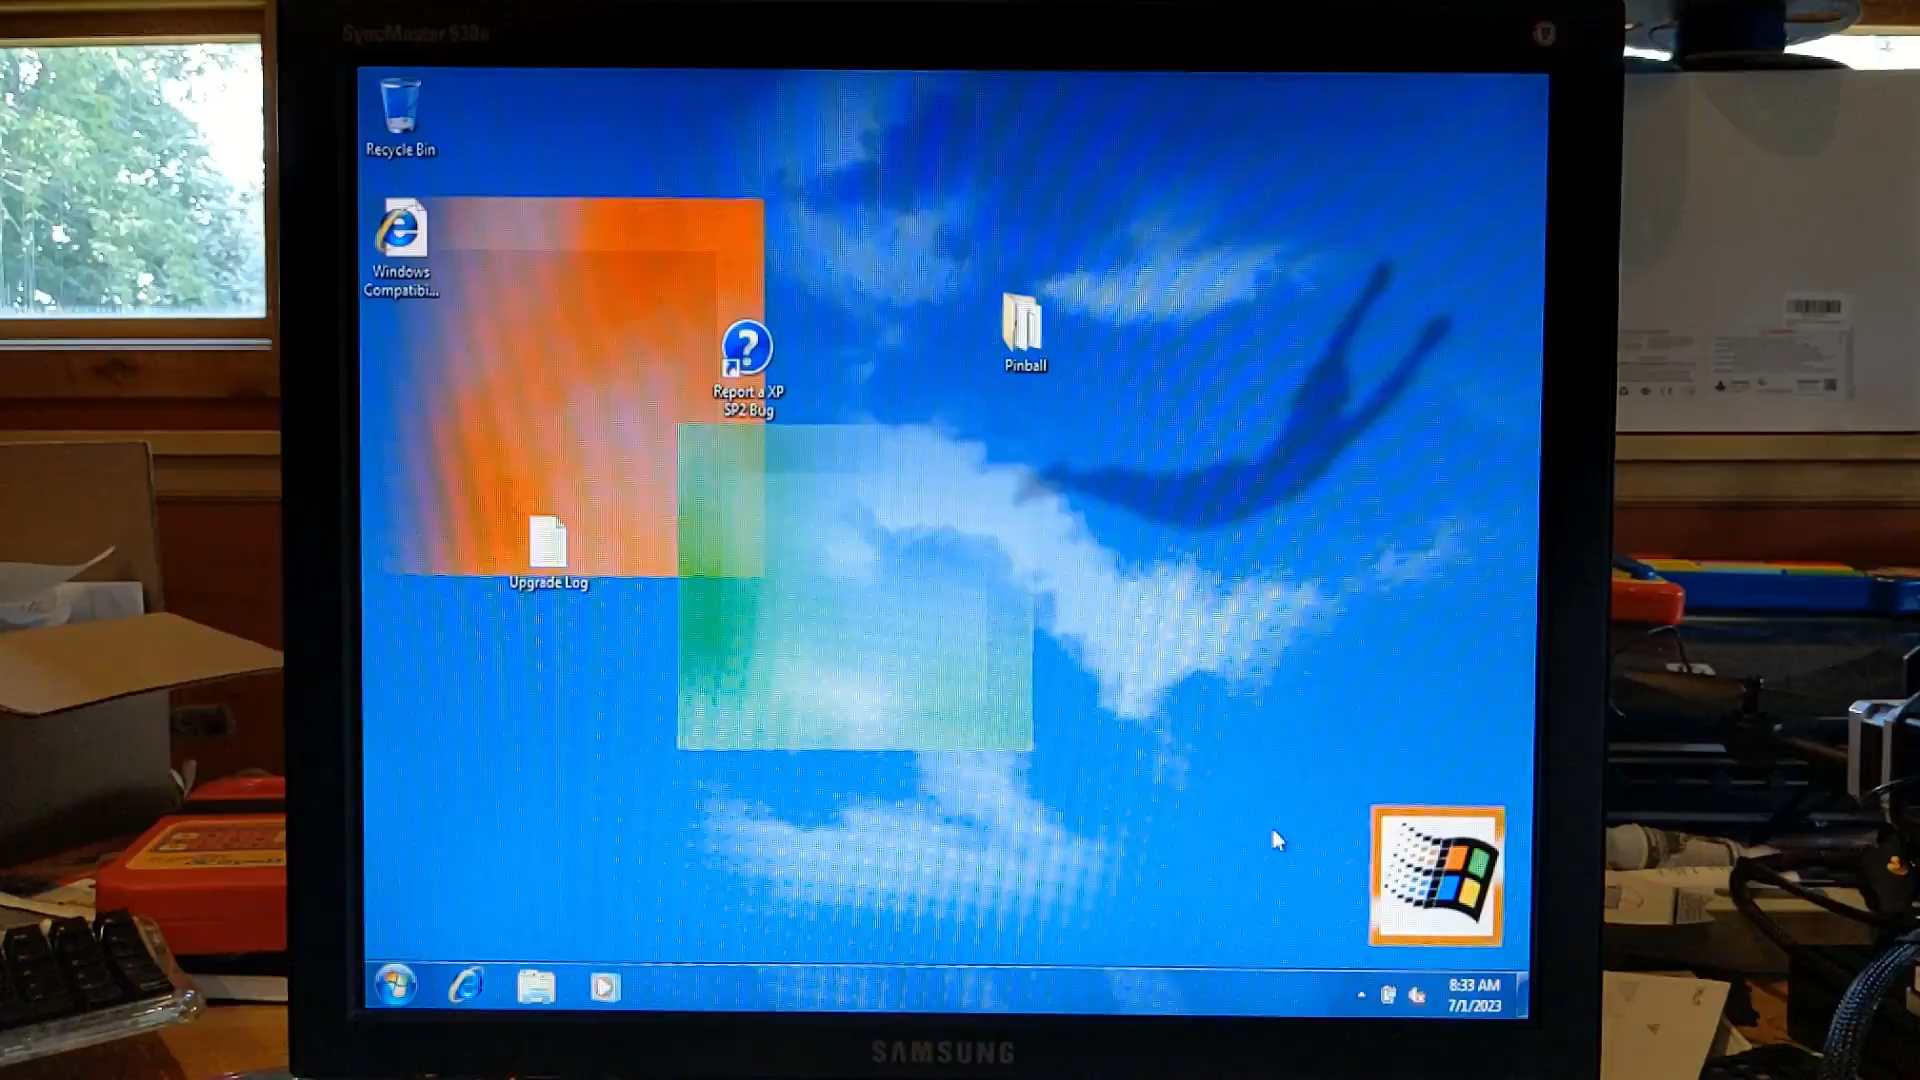 SyncMaster 930B
Recycle Bin
Windows
Compatibi...
Report a XP
SP2 Bug
Pinball
Upgrade Log
8:33 AM
7/1/2023
SAMSUNG